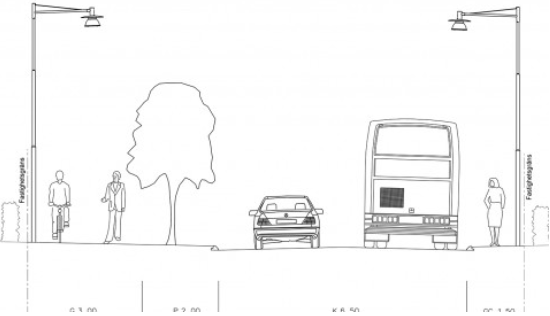 Fastighetsgräns
Fastighetsgräns
G 3,00
P 2,00
K 6,50
GC 1,50